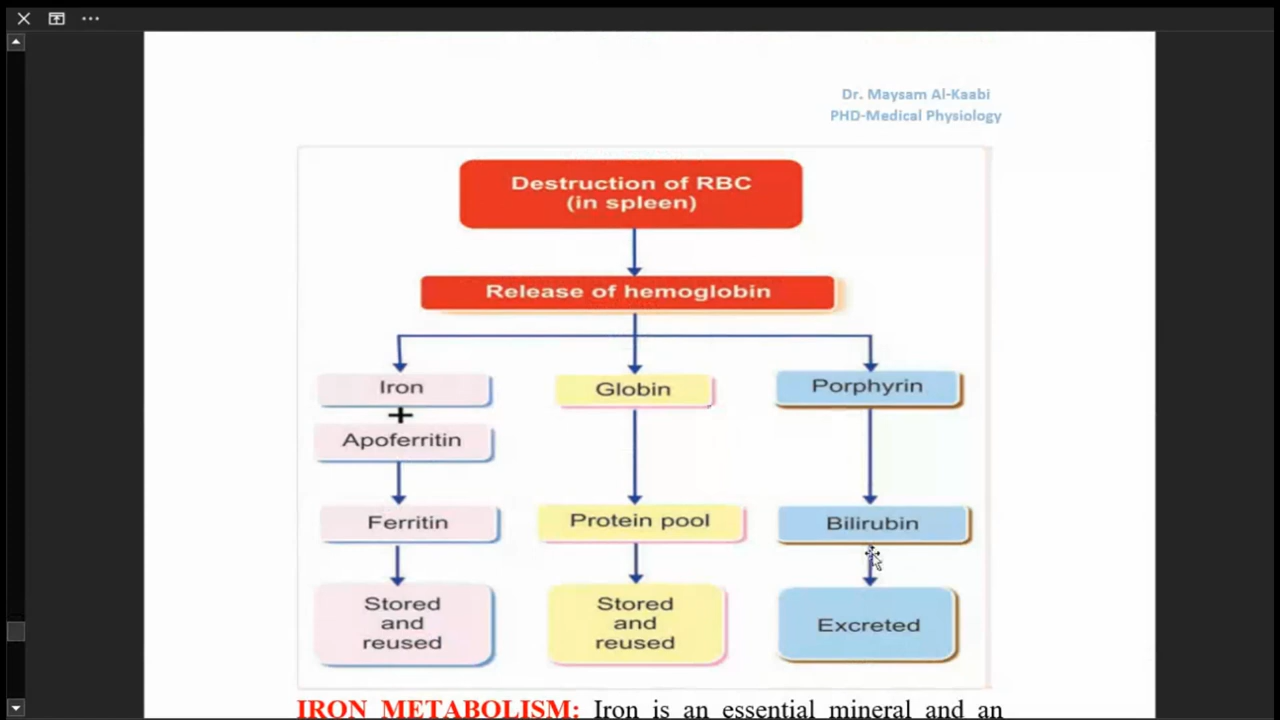 Dr. Maysam Al-Kaabi
PHD-Medical Physiology
Destruction of RBC
(in spleen)
Release of hemoglobin
Iron
+
Apoferritin
Globin
Porphyrin
Ferritin
Protein pool
Bilirubin
Stored
and
reused
Stored
and
reused
Excreted
IRON METABOLISM: Iron is an essential mineral and an